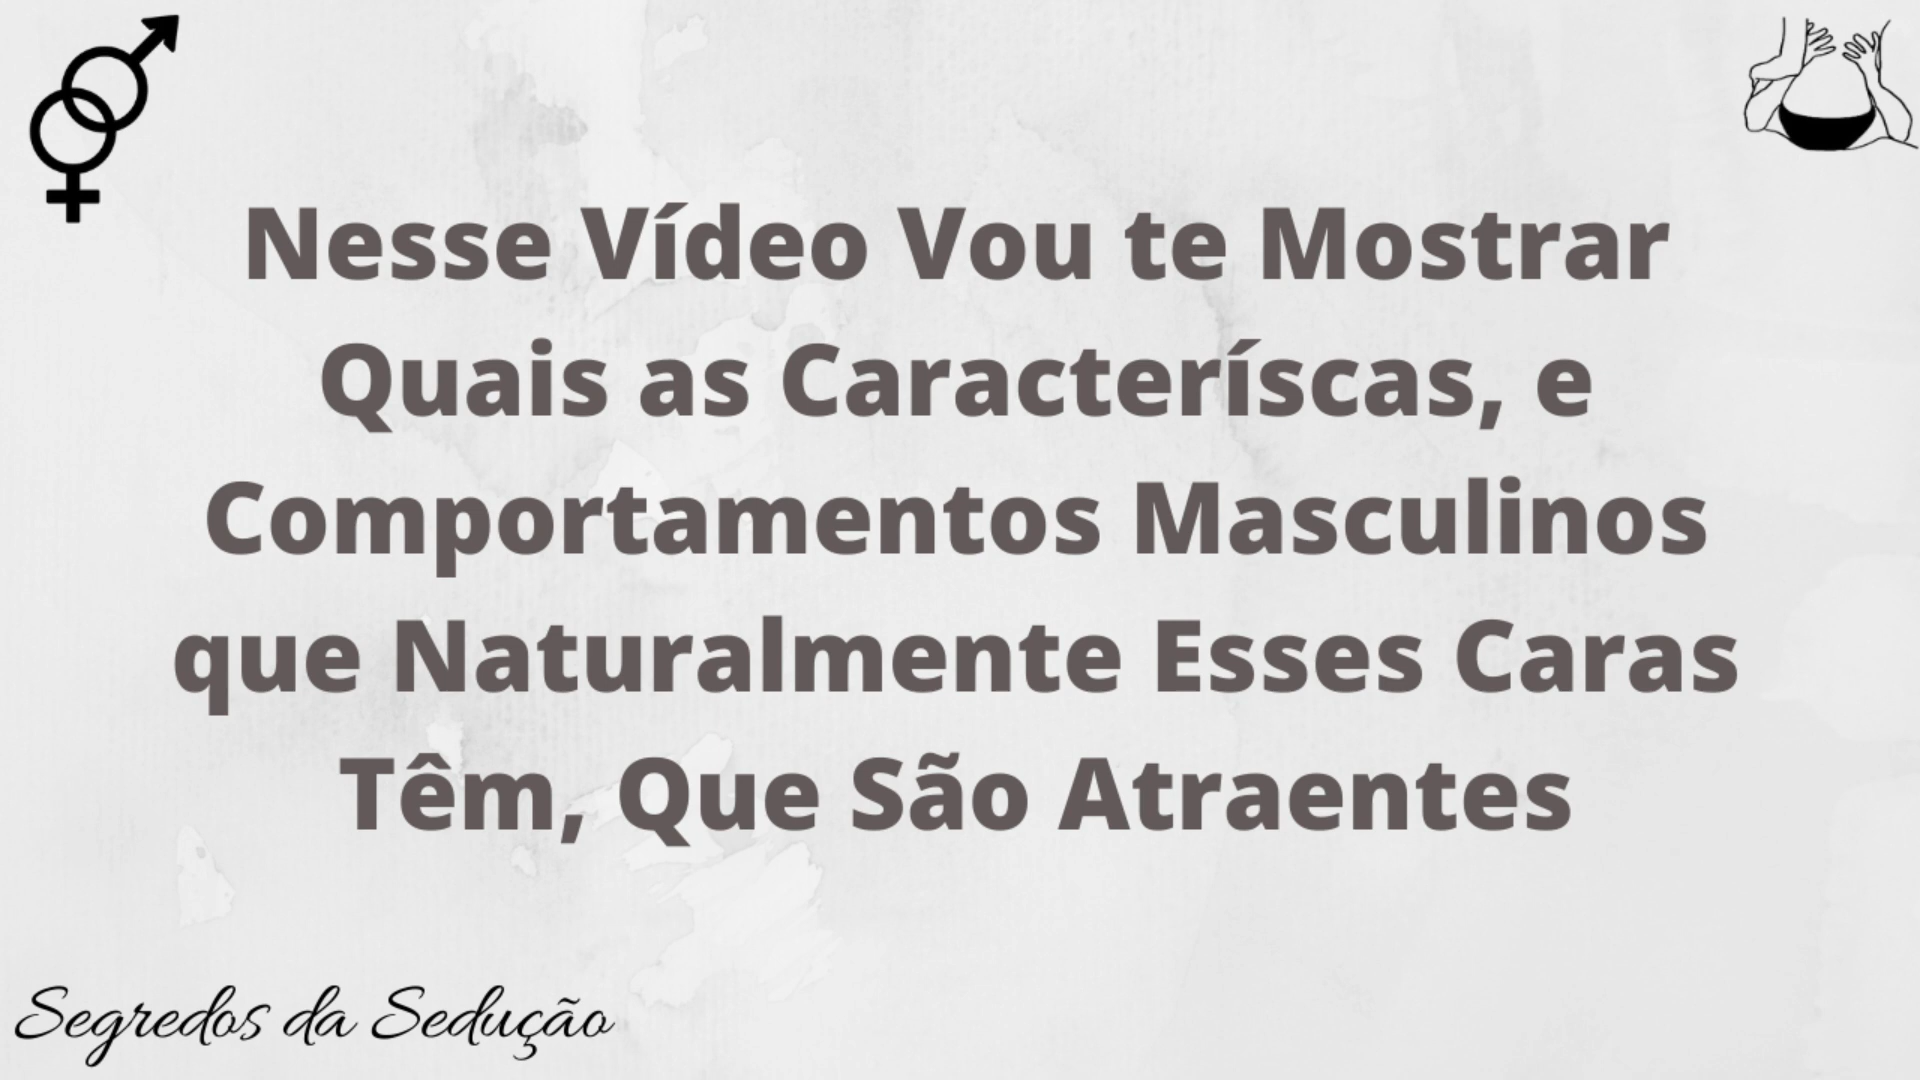 Nesse Vídeo Vou te Mostrar
Quais as Caracteríscas, e
Comportamentos Masculinos
que Naturalmente Esses Caras
Têm, Que São Atraentes
Segredos da Sedução